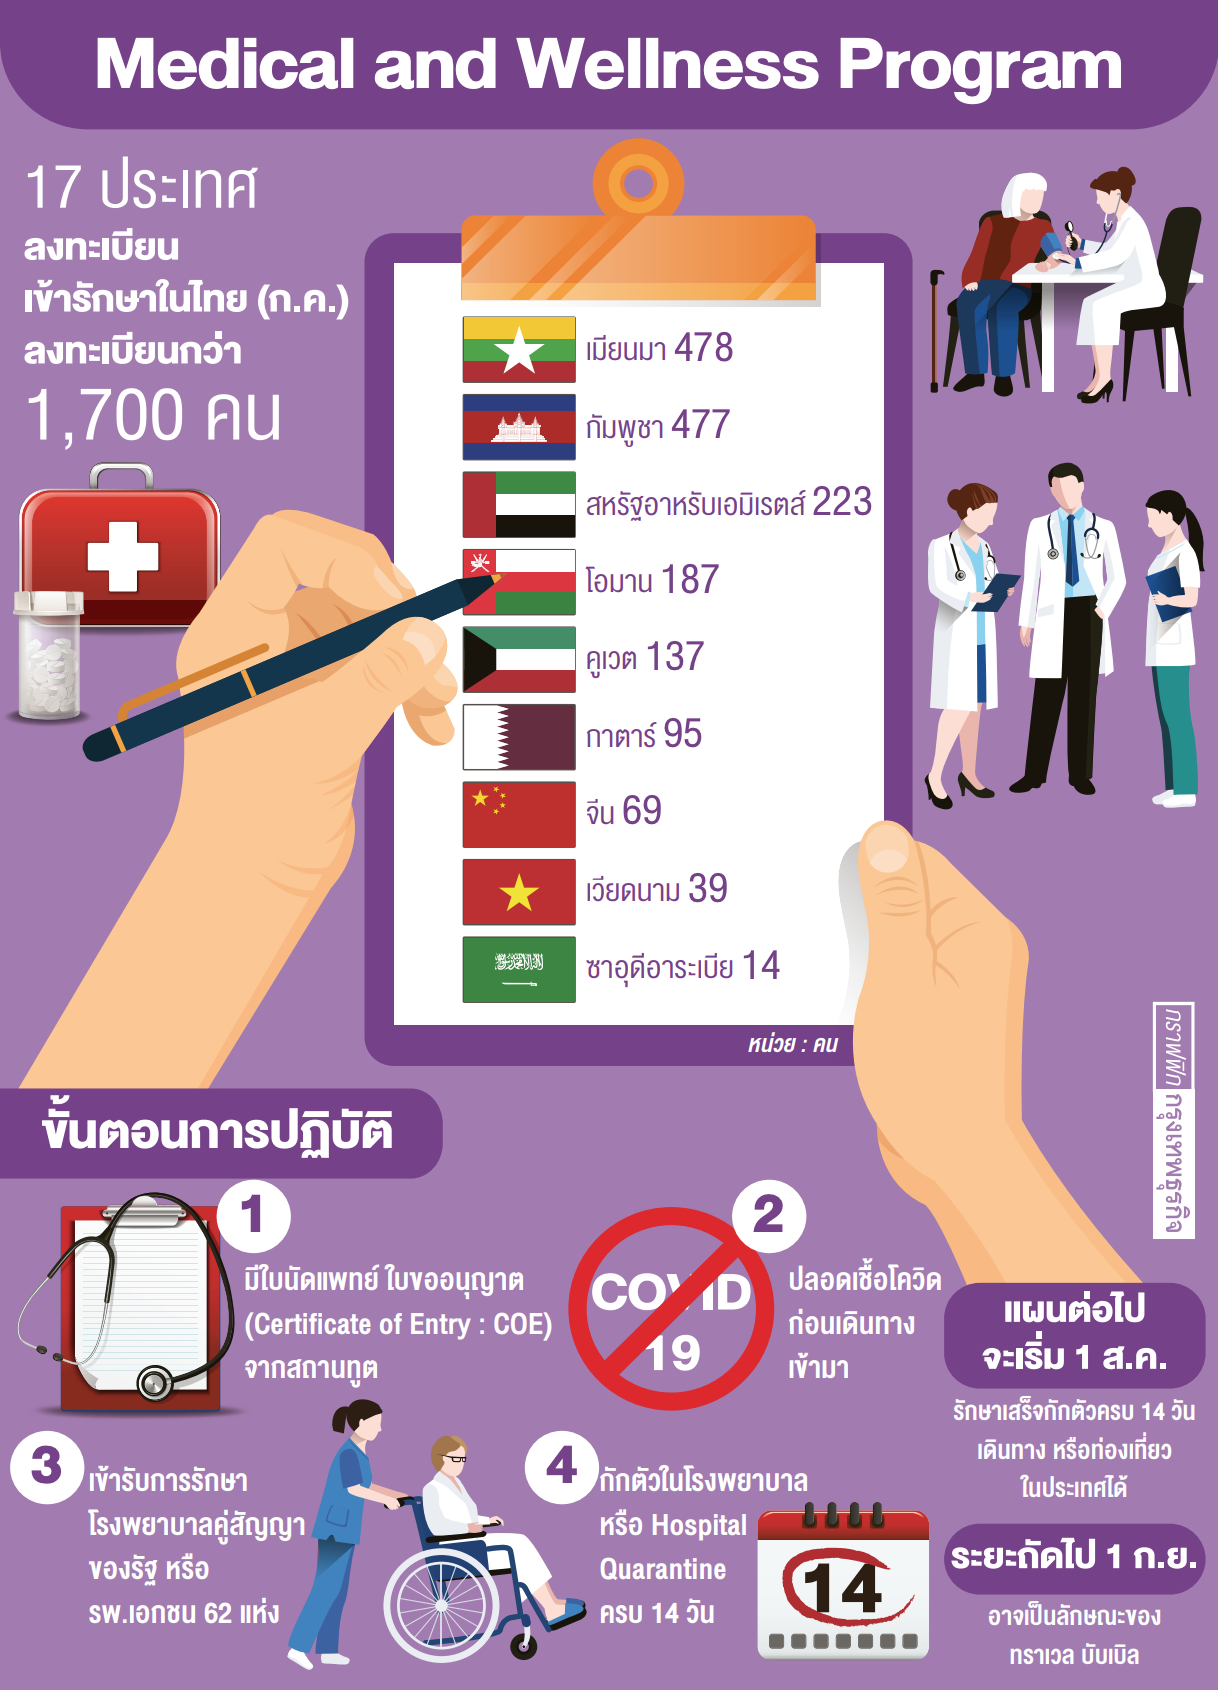 Medical and Wellness Program
17 ประเทศ
ลงทะเบียน
เข้ารักษาในไทย (ก.ค.)
ลงทะเบียนกว่า
1,700 คน
เมียนมา 478
กัมพูชา 477
สหรัฐอาหรับเอมิเรตส์ 223
โอมาน 187
คูเวต 137
กาตาร์ 95
จีน 69
เวียดนาม 39
ซาอุดีอาระเบีย 14
หน่วย : คน
กราฟฟิก กรุงเทพธุรกิจ
ขั้นตอนการปฏิบัติ
1
มีใบนัดแพทย์ ใบขออนุญาต
(Certificate of Entry : COE)
จากสถานทูต
COVID
19
2
ปลอดเชื้อโควิด
ก่อนเดินทาง
เข้ามา
3
เข้ารับการรักษา
โรงพยาบาลคู่สัญญา
ของรัฐ หรือ
รพ.เอกชน 62 แห่ง
4
กักตัวในโรงพยาบาล
หรือ Hospital
Quarantine
ครบ 14 วัน
14
แผนต่อไป
จะเริ่ม 1 ส.ค.
รักษาเสร็จกักตัวครบ 14 วัน
เดินทาง หรือท่องเที่ยว
ในประเทศได้
ระยะถัดไป 1 ก.ย.
อาจเป็นลักษณะของ
ทราเวล บับเบิล